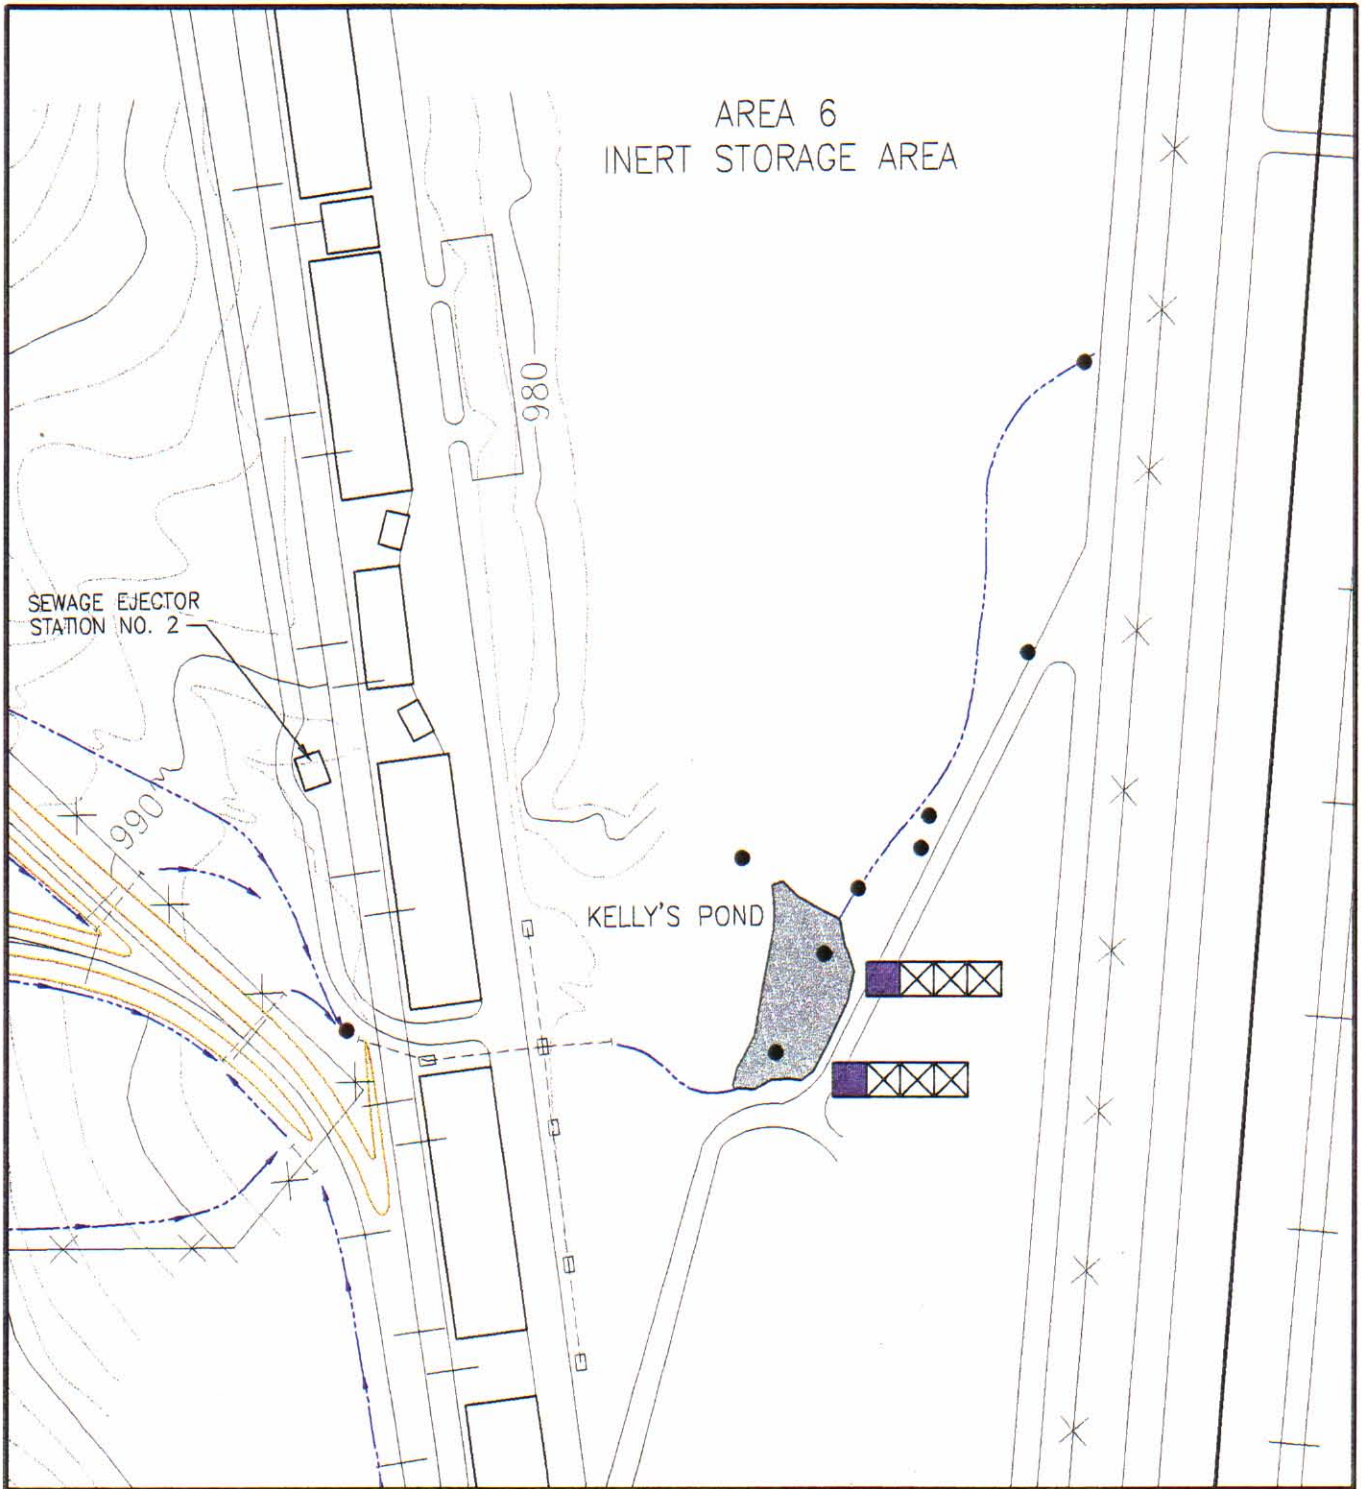 AREA 6
INERT STORAGE AREA
980
SEWAGE EJECTOR
STATION NO. 2
990
KELLY'S POND